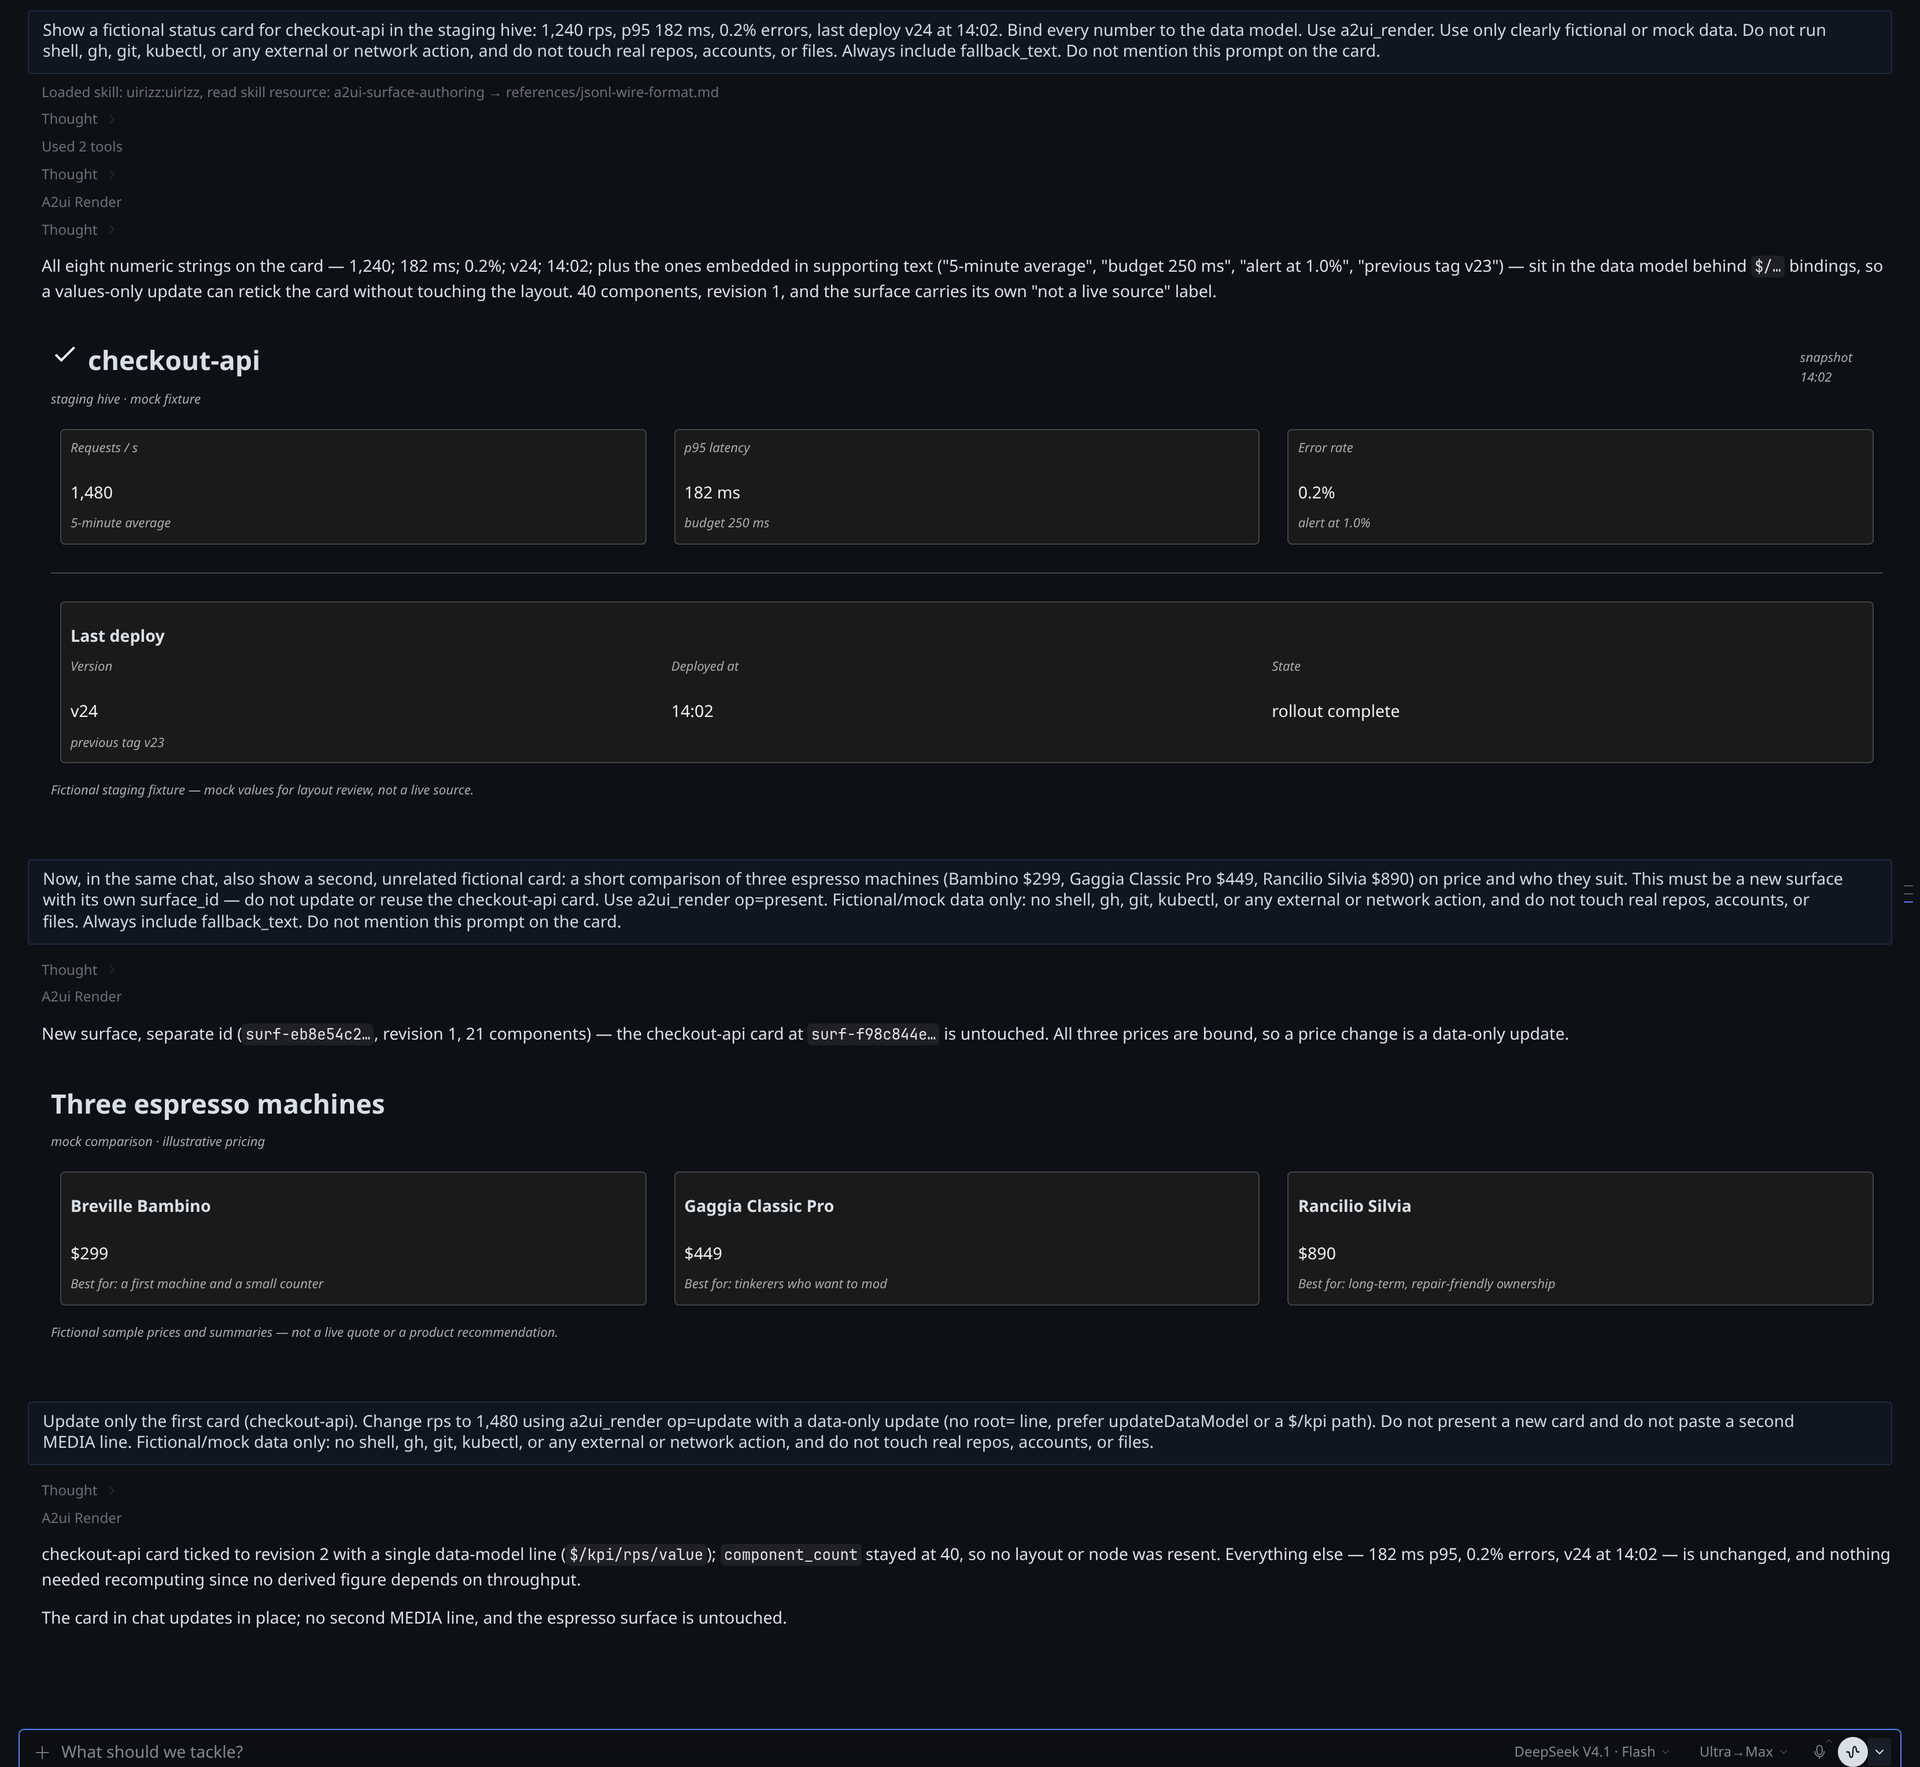 Show a fictional status card for checkout-api in the staging hive: 1,240 rps, p95 182 ms, 0.2% errors, last deploy v24 at 14:02. Bind every number to the data model. Use a2ui_render. Use only clearly fictional or mock data. Do not run
shell, gh, git, kubectl, or any external or network action, and do not touch real repos, accounts, or files. Always include fallback_text. Do not mention this prompt on the card.
Loaded skill: uirizz:uirizz, read skill resource: a2ui-surface-authoring → references/jsonl-wire-format.md
Thought
Used 2 tools
Thought
A2ui Render
Thought
All eight numeric strings on the card — 1,240; 182 ms; 0.2%; v24; 14:02; plus the ones embedded in supporting text ("5-minute average", "budget 250 ms", "alert at 1.0%", "previous tag v23") — sit in the data model behind $/… bindings, so
a values-only update can retick the card without touching the layout. 40 components, revision 1, and the surface carries its own "not a live source" label.
checkout-api
snapshot
14:02
staging hive · mock fixture
Requests / s
1,480
5-minute average
p95 latency
182 ms
budget 250 ms
Error rate
0.2%
alert at 1.0%
Last deploy
Version
v24
previous tag v23
Deployed at
14:02
State
rollout complete
Fictional staging fixture — mock values for layout review, not a live source.
Now, in the same chat, also show a second, unrelated fictional card: a short comparison of three espresso machines (Bambino $299, Gaggia Classic Pro $449, Rancilio Silvia $890) on price and who they suit. This must be a new surface
with its own surface_id — do not update or reuse the checkout-api card. Use a2ui_render op=present. Fictional/mock data only: no shell, gh, git, kubectl, or any external or network action, and do not touch real repos, accounts, or
files. Always include fallback_text. Do not mention this prompt on the card.
Thought
A2ui Render
New surface, separate id (surf-eb8e54c2…, revision 1, 21 components) — the checkout-api card at surf-f98c844e… is untouched. All three prices are bound, so a price change is a data-only update.
Three espresso machines
mock comparison · illustrative pricing
Breville Bambino
$299
Best for: a first machine and a small counter
Gaggia Classic Pro
$449
Best for: tinkerers who want to mod
Rancilio Silvia
$890
Best for: long-term, repair-friendly ownership
Fictional sample prices and summaries — not a live quote or a product recommendation.
Update only the first card (checkout-api). Change rps to 1,480 using a2ui_render op=update with a data-only update (no root= line, prefer updateDataModel or a $/kpi path). Do not present a new card and do not paste a second
MEDIA line. Fictional/mock data only: no shell, gh, git, kubectl, or any external or network action, and do not touch real repos, accounts, or files.
Thought
A2ui Render
checkout-api card ticked to revision 2 with a single data-model line ($/kpi/rps/value); component_count stayed at 40, so no layout or node was resent. Everything else — 182 ms p95, 0.2% errors, v24 at 14:02 — is unchanged, and nothing
needed recomputing since no derived figure depends on throughput.
The card in chat updates in place; no second MEDIA line, and the espresso surface is untouched.
What should we tackle?
DeepSeek V4.1 · Flash
Ultra→Max